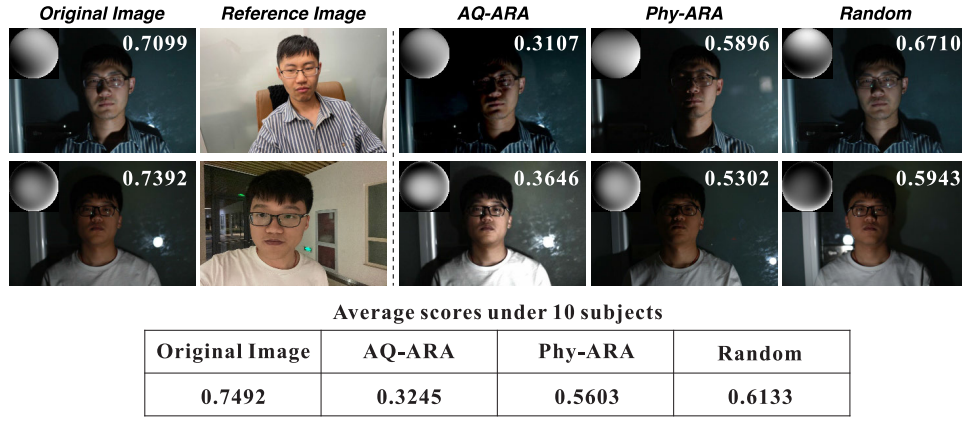 Original Image Reference Image AQ-ARA Phy-ARA Random
0.7099 0.3107 0.5896 0.6710
0.7392 0.3646 0.5302 0.5943
Average scores under 10 subjects
Original Image AQ-ARA Phy-ARA Random
0.7492 0.3245 0.5603 0.6133